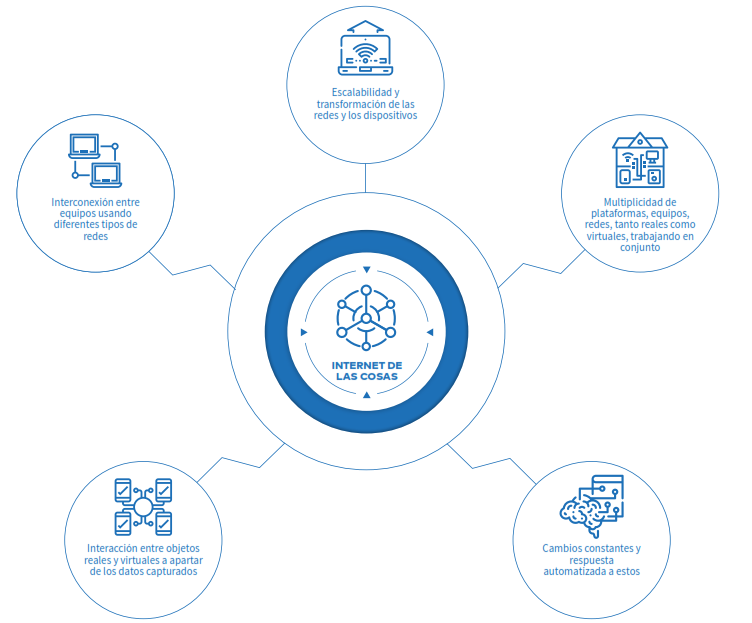 Escalabilidad y
transformación de las
redes y los dispositivos
Interconexión entre
equipos usando
diferentes tipos de
redes
Multiplicidad de
plataformas, equipos,
redes, tanto reales como
virtuales, trabajando en
conjunto
INTERNET DE
LAS COSAS
Interacción entre objetos
reales y virtuales a apartar
de los datos capturados
Cambios constantes y
respuesta
automatizada a estos